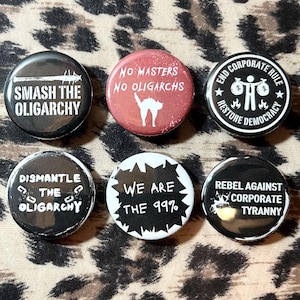 SMASH THE
OLIGARCHY
NO MASTERS
NO OLIGARCHS
END CORPORATE RULE
RESTORE DEMOCRACY
DISMANTLE
THE
OLIGARCHY
WE ARE
THE 99%
REBEL AGAINST
CORPORATE
TYRANNY